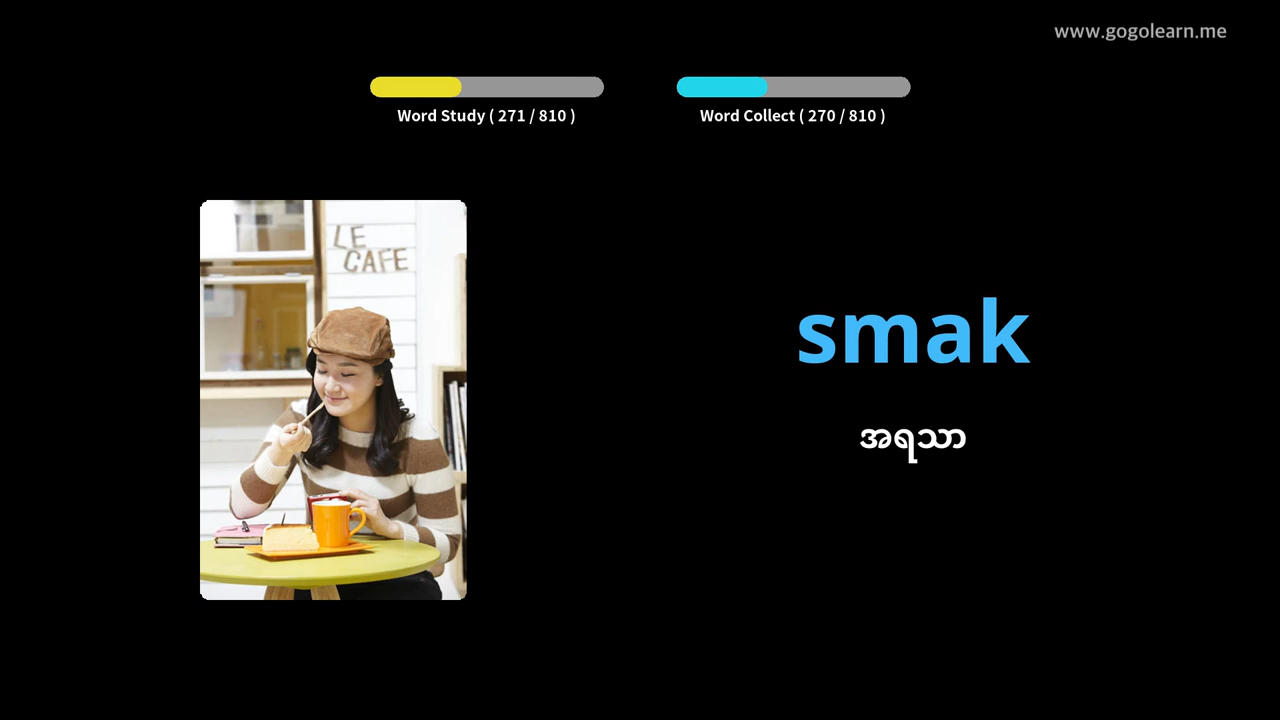 www.gogolearn.me
Word Study ( 271 / 810 )
Word Collect ( 270 / 810 )
LE
CAFE
smak
အရသာ